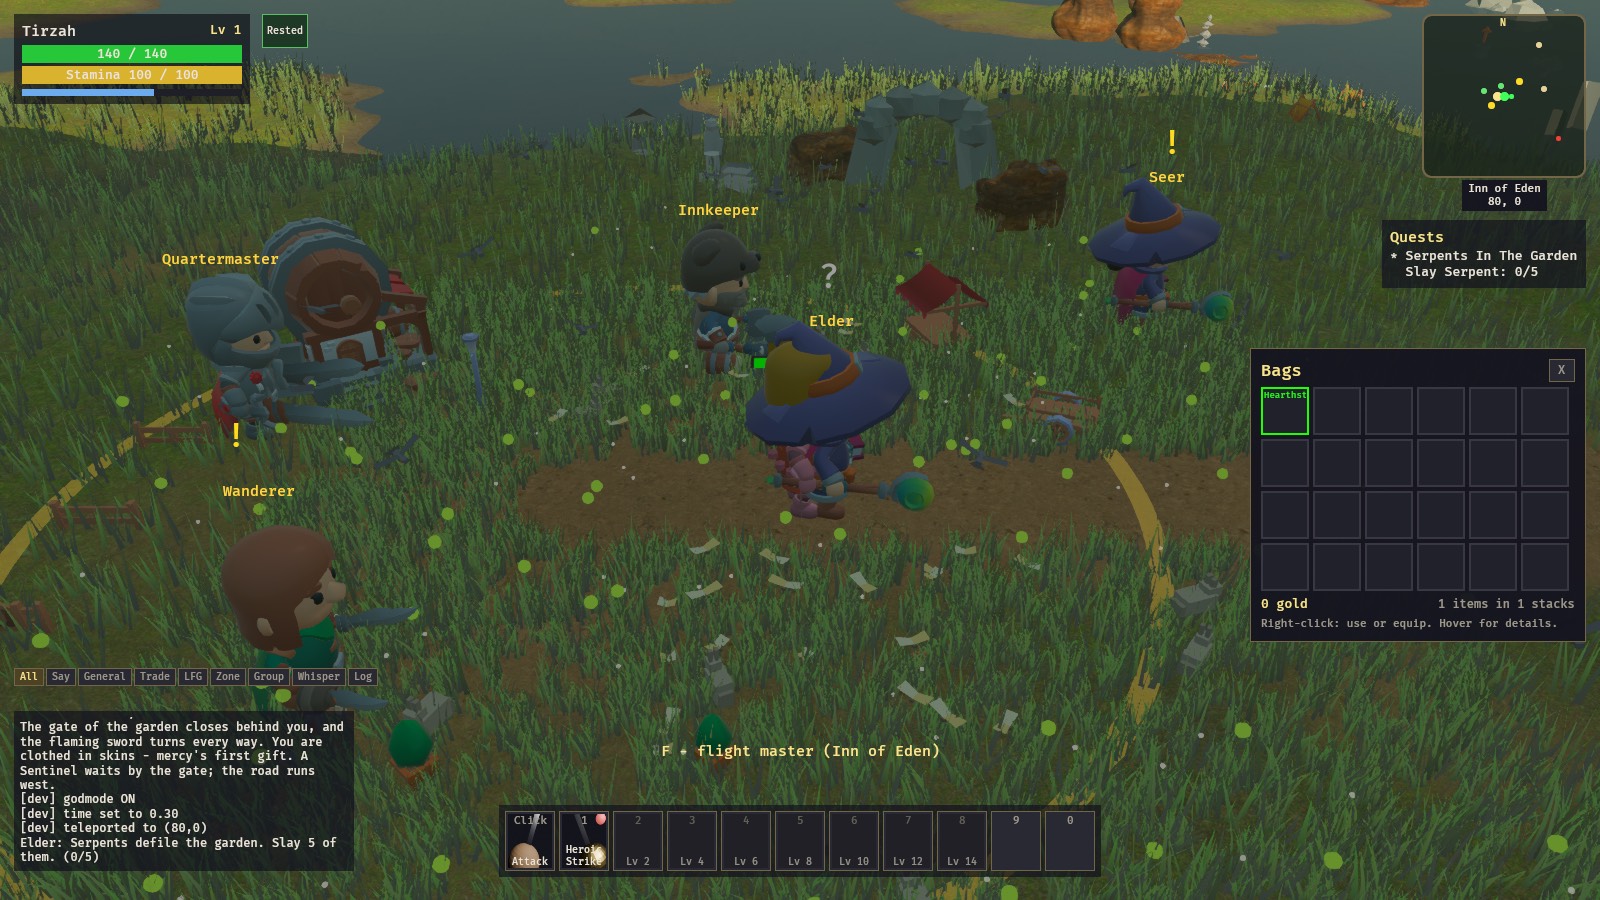 Tirzah
Lv 1
140 / 140
Stamina 100 / 100
Rested
N
Inn of Eden
80, 0
Quests
* Serpents In The Garden
Slay Serpent: 0/5
!
Seer
Innkeeper
Quartermaster
?
Elder
!
Wanderer
Bags
X
Hearthst
0 gold
1 items in 1 stacks
Right-click: use or equip. Hover for details.
All
Say
General
Trade
LFG
Zone
Group
Whisper
Log
The gate of the garden closes behind you, and
the flaming sword turns every way. You are
clothed in skins - mercy's first gift. A
Sentinel waits by the gate; the road runs
west.
[dev] godmode ON
[dev] time set to 0.30
[dev] teleported to (80,0)
Elder: Serpents defile the garden. Slay 5 of
them. (0/5)
F - flight master (Inn of Eden)
Click
Attack
1
Heroic
Strike
2
Lv 2
3
Lv 4
4
Lv 6
5
Lv 8
6
Lv 10
7
Lv 12
8
Lv 14
9
0